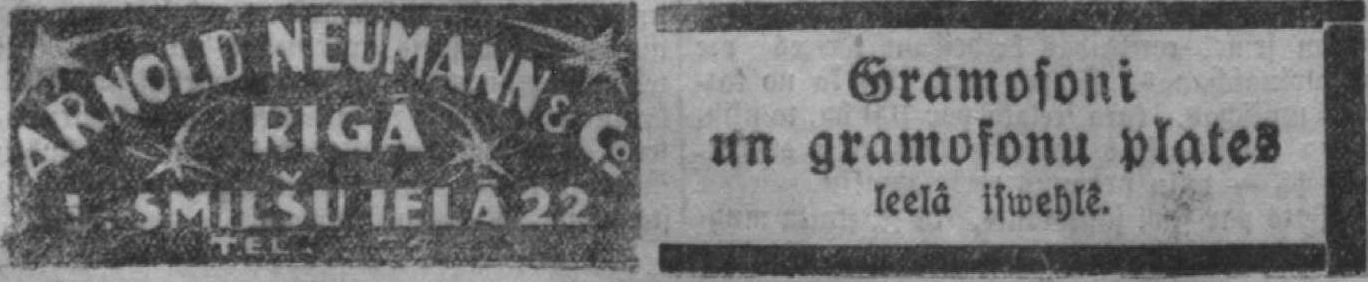 ARNOLD NEUMANN & Co.
RIGĀ
L. SMILŠU IELĀ 22
TEL.
Gramofoni
un gramofonu plates
leelâ iſwehlê.